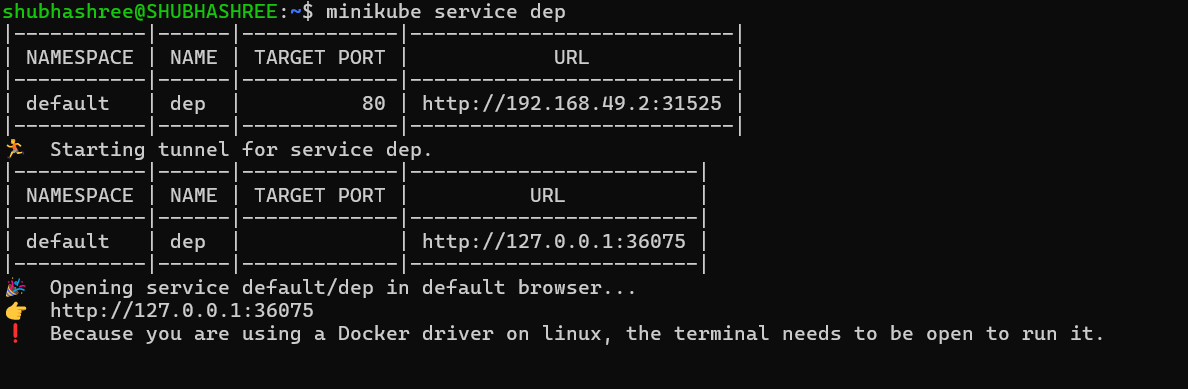 shubhashree@SHUBHASHREE:~$ minikube service dep
|-----------|------|-------------|---------------------------|
| NAMESPACE | NAME | TARGET PORT |            URL            |
|-----------|------|-------------|---------------------------|
| default   | dep  |          80 | http://192.168.49.2:31525 |
|-----------|------|-------------|---------------------------|
🏃  Starting tunnel for service dep.
|-----------|------|-------------|------------------------|
| NAMESPACE | NAME | TARGET PORT |          URL           |
|-----------|------|-------------|------------------------|
| default   | dep  |             | http://127.0.0.1:36075 |
|-----------|------|-------------|------------------------|
🎉  Opening service default/dep in default browser...
👉  http://127.0.0.1:36075
❗  Because you are using a Docker driver on linux, the terminal needs to be open to run it.